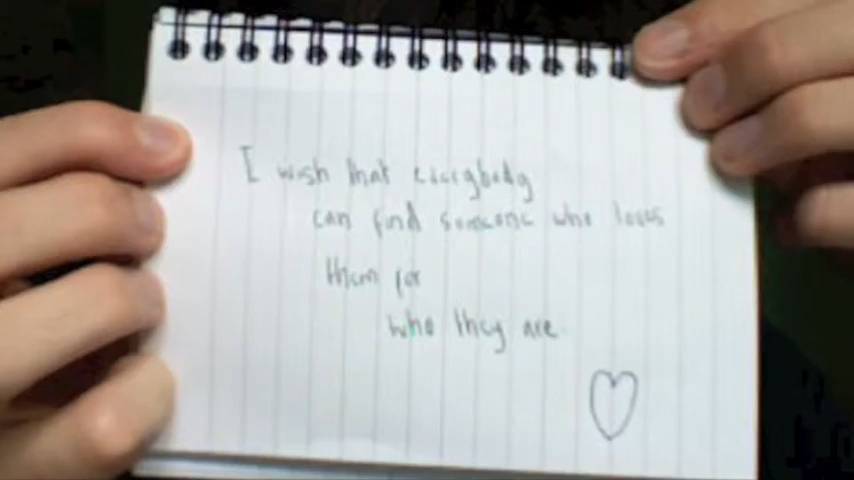 I wish that everybody
can find someone who loves
them for
who they are